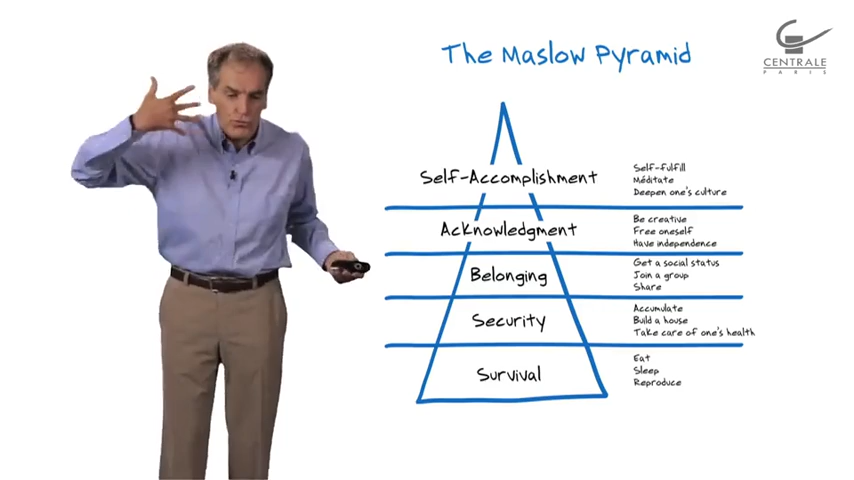 The Maslow Pyramid
CENTRALE
PARIS
Self-Accomplishment
Self-fulfill
Méditate
Deepen one's culture
Acknowledgment
Be creative
Free oneself
Have independence
Belonging
Get a social status
Join a group
Share
Security
Accumulate
Build a house
Take care of one's health
Survival
Eat
Sleep
Reproduce